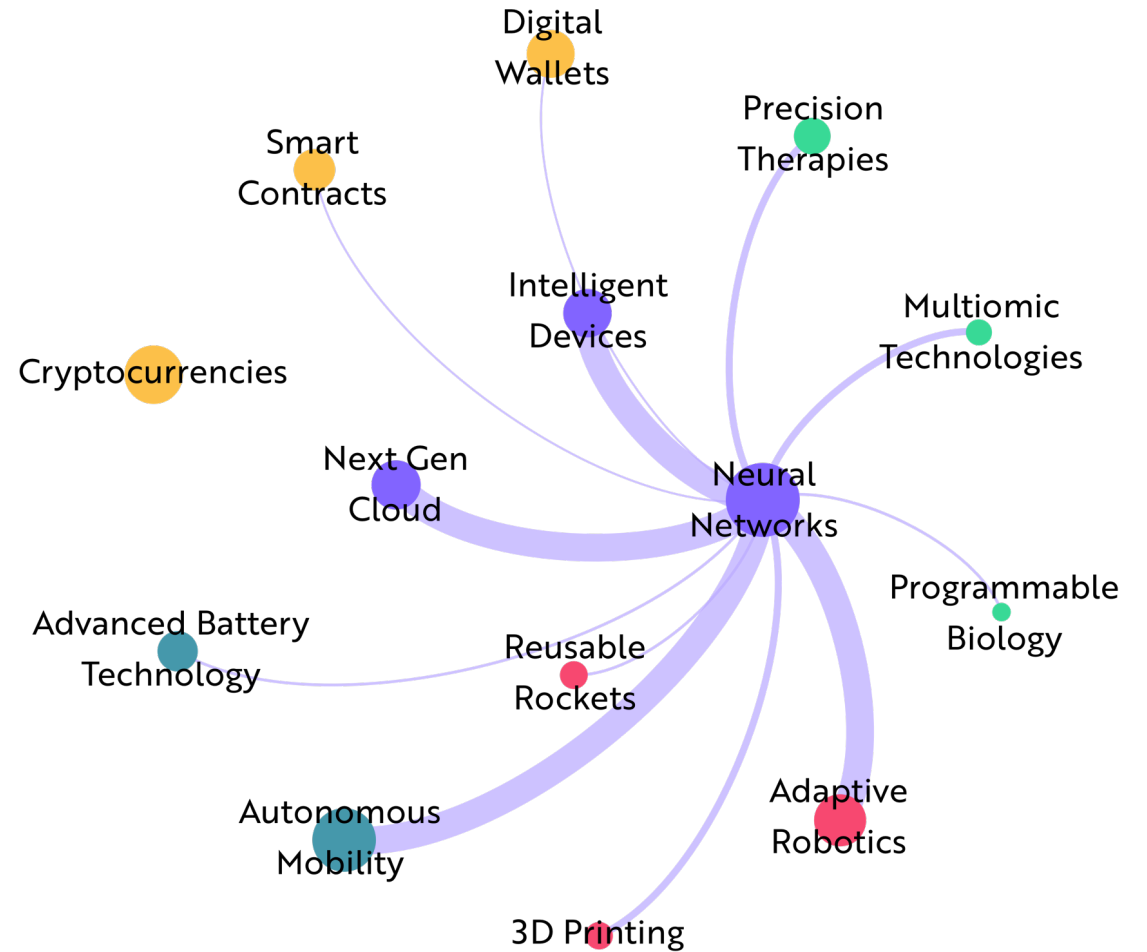 Digital
Wallets
Precision
Therapies
Smart
Contracts
Intelligent
Devices
Multiomic
Technologies
Cryptocurrencies
Next Gen
Cloud
Neural
Networks
Programmable
Biology
Advanced Battery
Technology
Reusable
Rockets
Autonomous
Mobility
Adaptive
Robotics
3D Printing